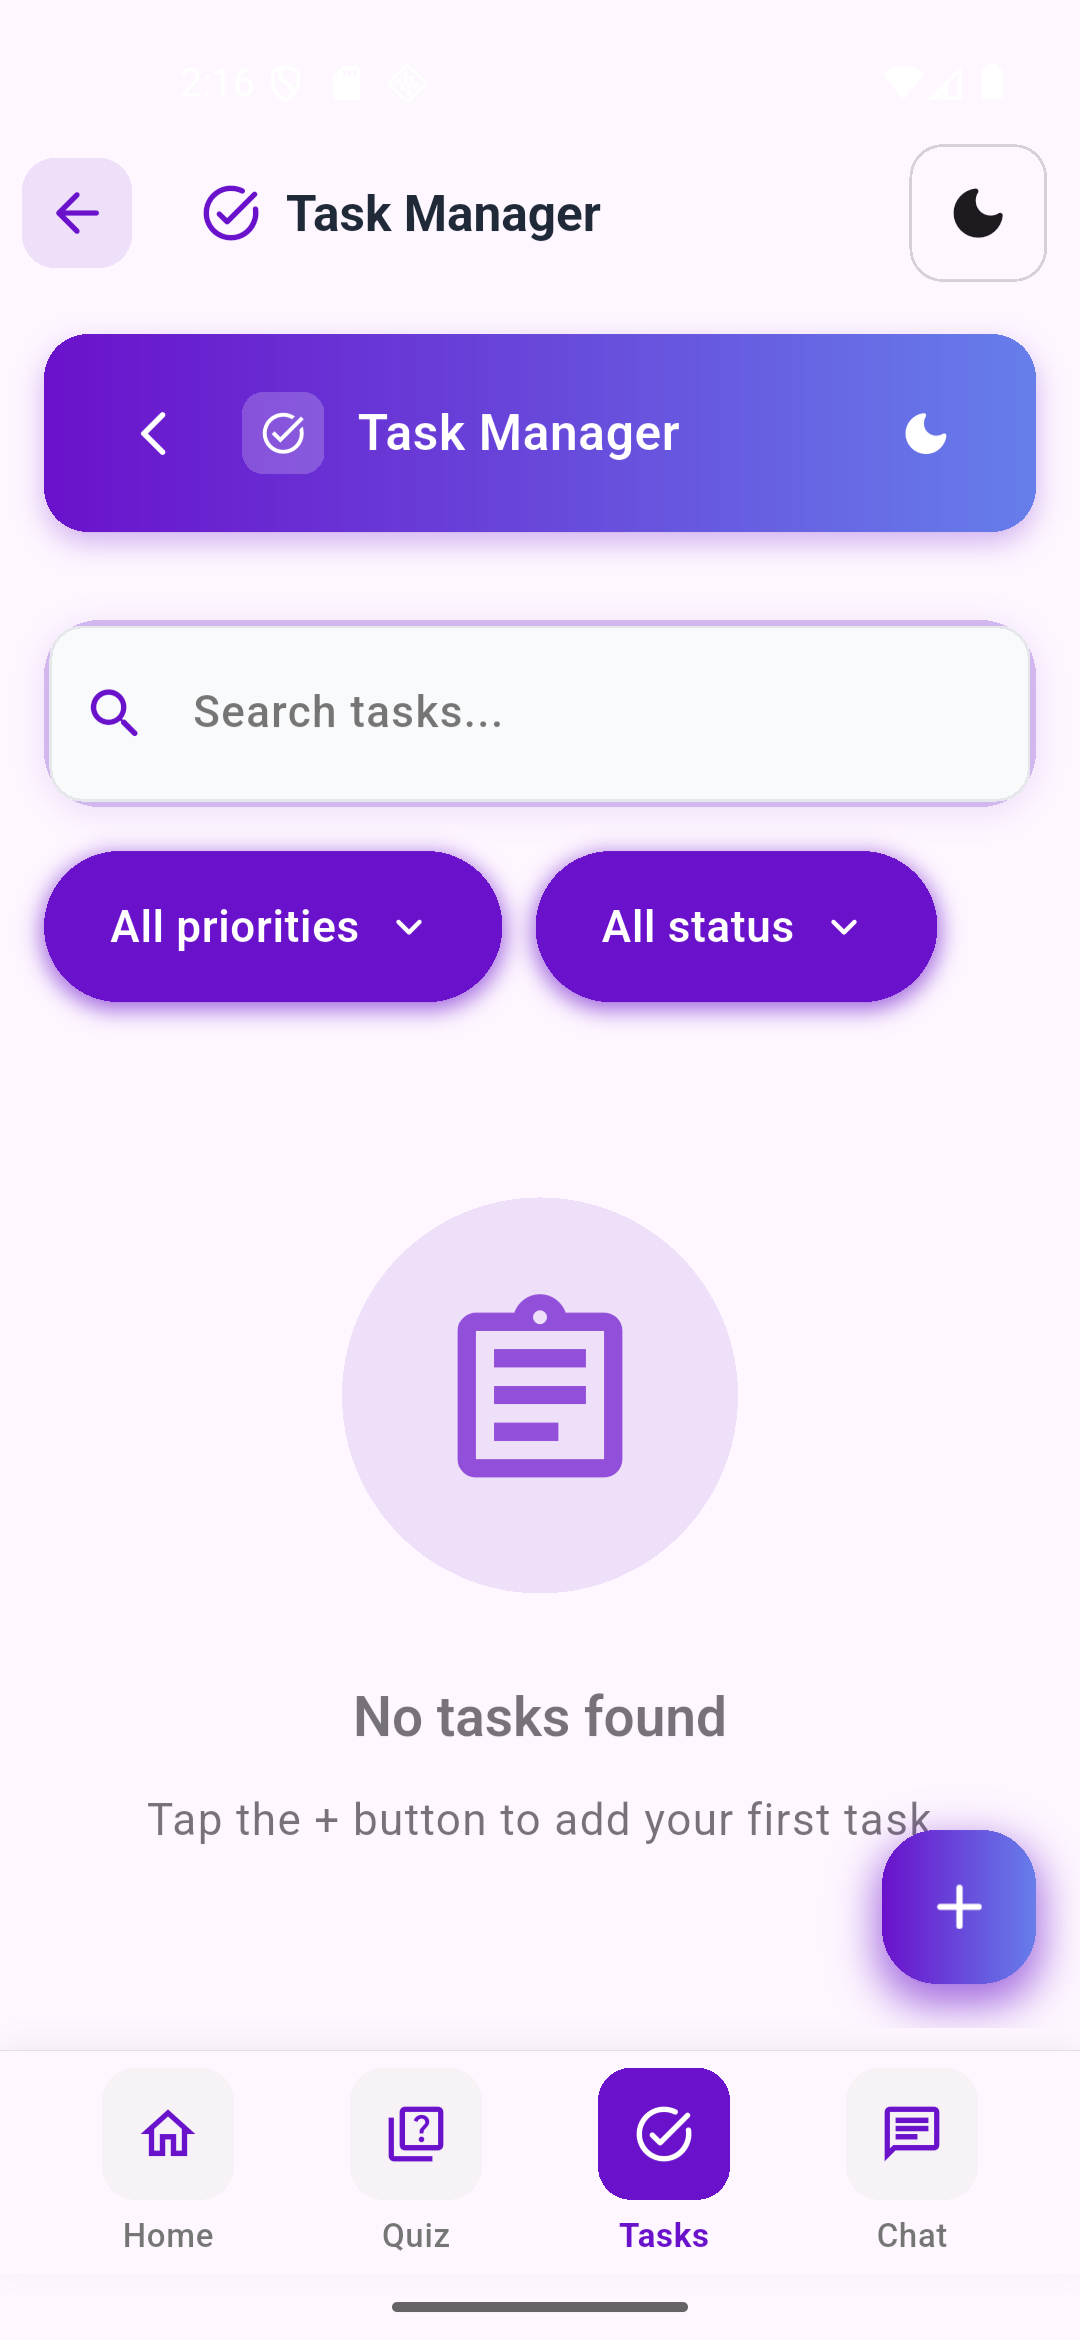 2:16
Task Manager
Task Manager
Search tasks...
All priorities
All status
No tasks found
Tap the + button to add your first task
Home
Quiz
Tasks
Chat